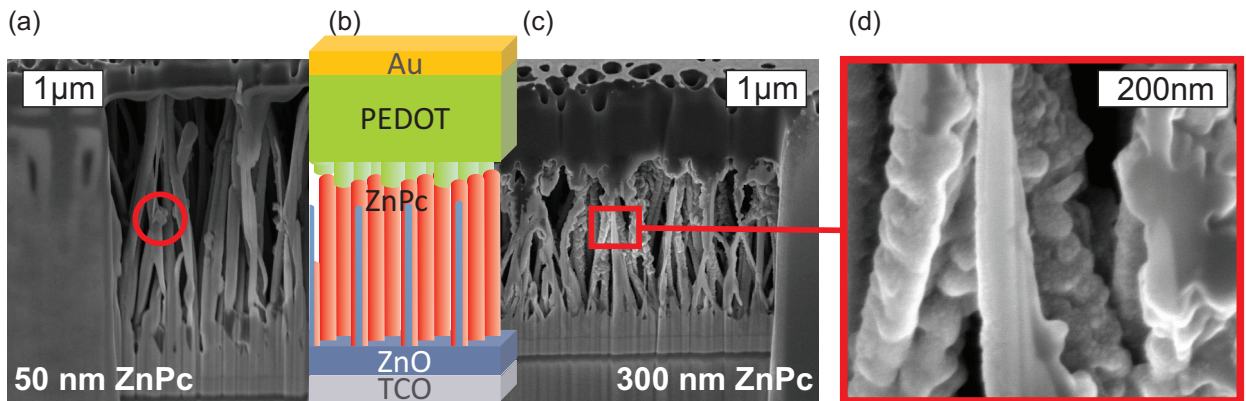 (a)
(b)
(c)
(d)
1μm
Au
PEDOT
ZnPc
ZnO
TCO
50 nm ZnPc
1μm
300 nm ZnPc
200nm